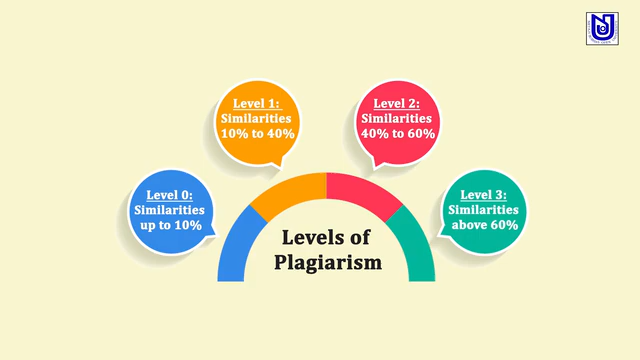 Level 0:
Similarities
up to 10%
Level 1:
Similarities
10% to 40%
Level 2:
Similarities
40% to 60%
Level 3:
Similarities
above 60%
Levels of
Plagiarism